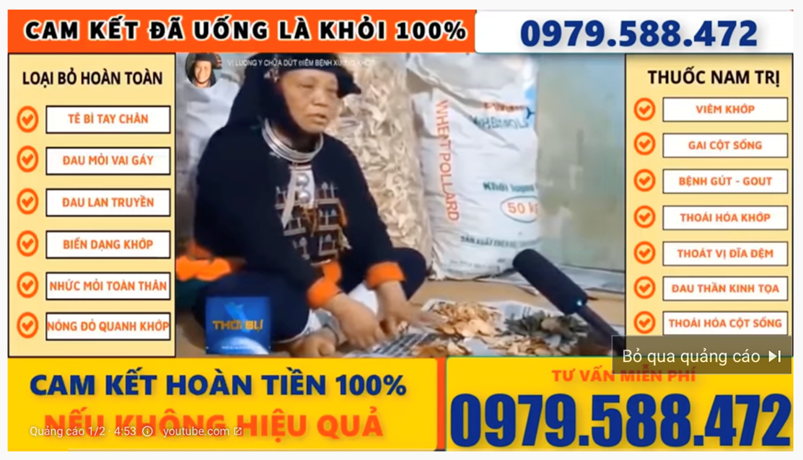 CAM KẾT ĐÃ UỐNG LÀ KHỎI 100%
0979.588.472
LOẠI BỎ HOÀN TOÀN
TÊ BÌ TAY CHÂN
ĐAU MỎI VAI GÁY
ĐAU LAN TRUYỀN
BIẾN DẠNG KHỚP
NHỨC MỎI TOÀN THÂN
NÓNG ĐỎ QUANH KHỚP
VỊ LƯƠNG Y CHỮA DỨT ĐIỂM BỆNH XƯƠNG KHỚP
WHEAT POLLARD
Khối lượng
50 kg
THỜI SỰ
THUỐC NAM TRỊ
VIÊM KHỚP
GAI CỘT SỐNG
BỆNH GÚT - GOUT
THOÁI HÓA KHỚP
THOÁT VỊ ĐĨA ĐỆM
ĐAU THẦN KINH TỌA
THOÁI HÓA CỘT SỐNG
Bỏ qua quảng cáo
CAM KẾT HOÀN TIỀN 100%
NẾU KHÔNG HIỆU QUẢ
Quảng cáo 1/2 · 4:53 youtube.com
TƯ VẤN MIỄN PHÍ
0979.588.472